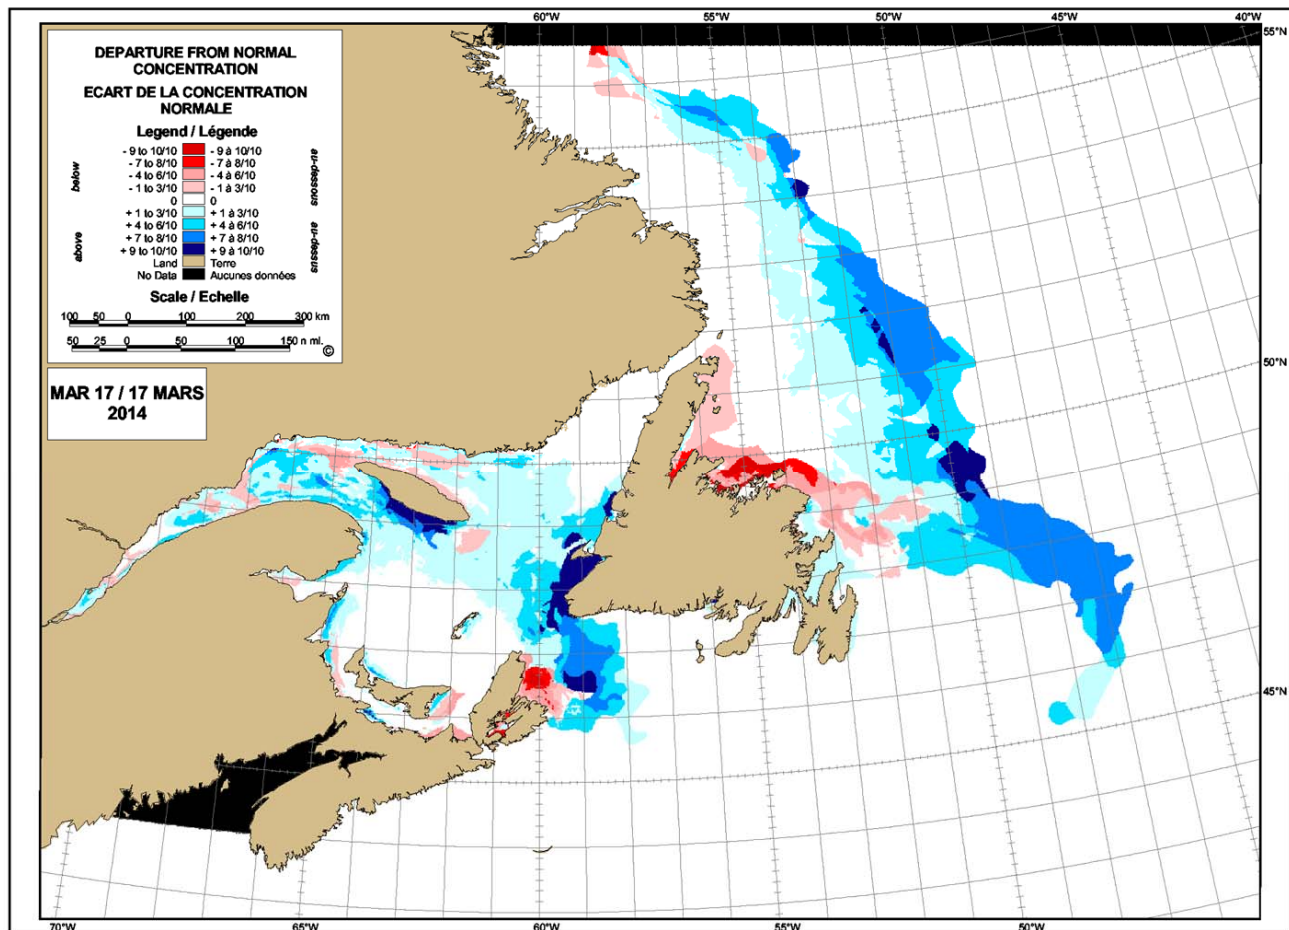 60°W 55°W 50°W 45°W 40°W
55°N
DEPARTURE FROM NORMAL
CONCENTRATION
ECART DE LA CONCENTRATION
NORMALE
Legend / Légende
- 9 to 10/10 - 9 à 10/10
- 7 to 8/10 - 7 à 8/10
- 4 to 6/10 - 4 à 6/10
- 1 to 3/10 - 1 à 3/10
0 0
+ 1 to 3/10 + 1 à 3/10
+ 4 to 6/10 + 4 à 6/10
+ 7 to 8/10 + 7 à 8/10
+ 9 to 10/10 + 9 à 10/10
Land Terre
No Data Aucunes données
below
above
au-dessous
au-dessus
Scale / Echelle
100 50 0 100 200 300 km
50 25 0 50 100 150 n mi.
©
MAR 17 / 17 MARS
2014
50°N
45°N
70°W 65°W 60°W 55°W 50°W